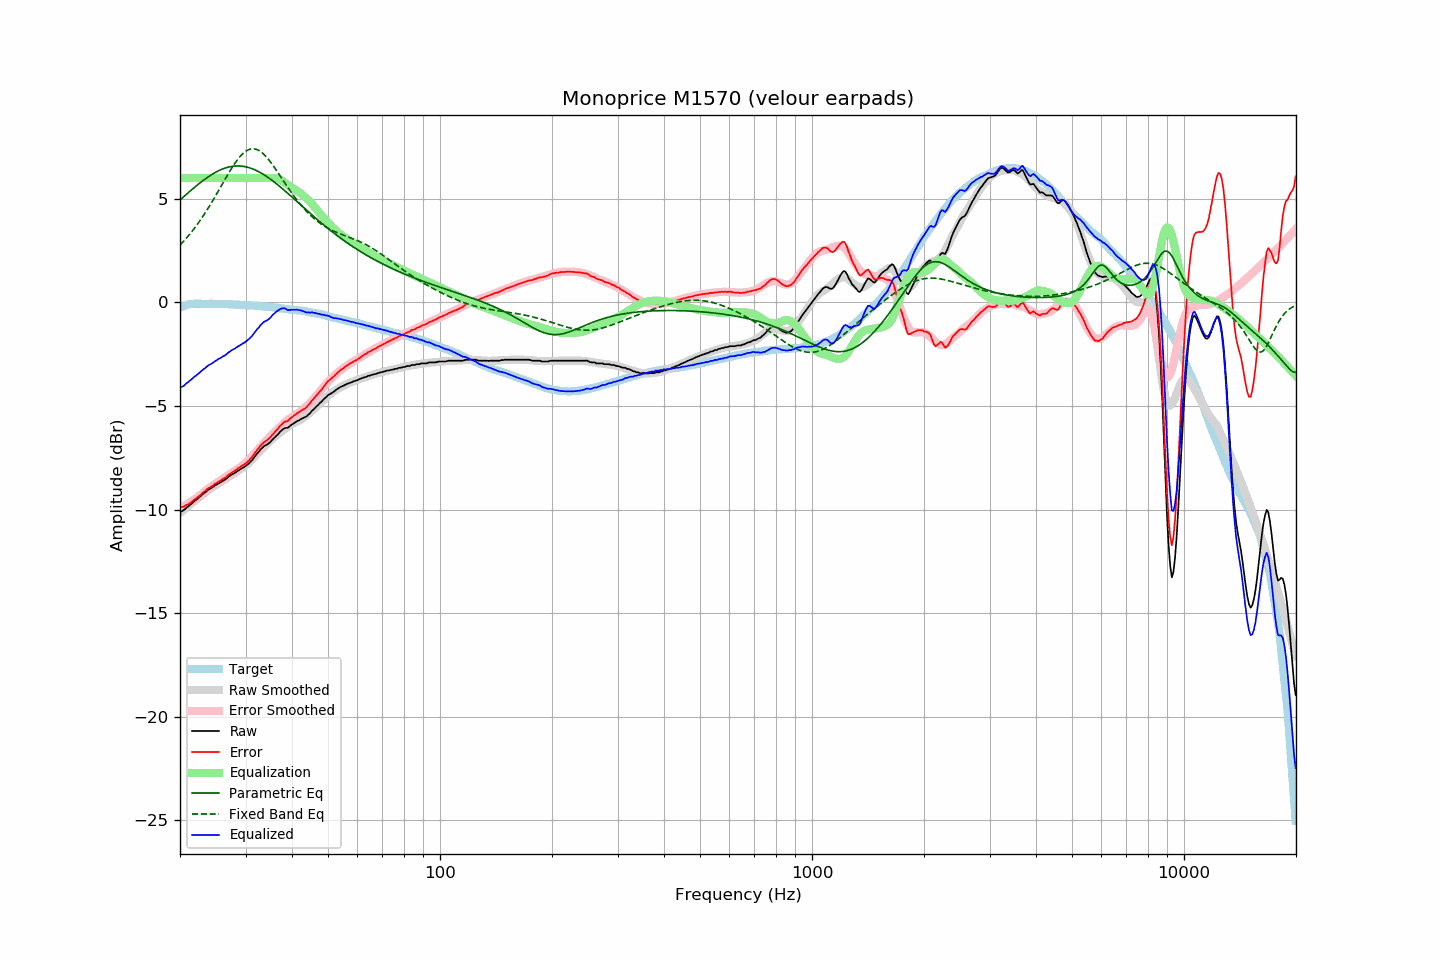 Monoprice M1570 (velour earpads)
Amplitude (dBr)
5
0
−5
−10
−15
−20
−25
Target
Raw Smoothed
Error Smoothed
Raw
Error
Equalization
Parametric Eq
Fixed Band Eq
Equalized
100
1000
10000
Frequency (Hz)